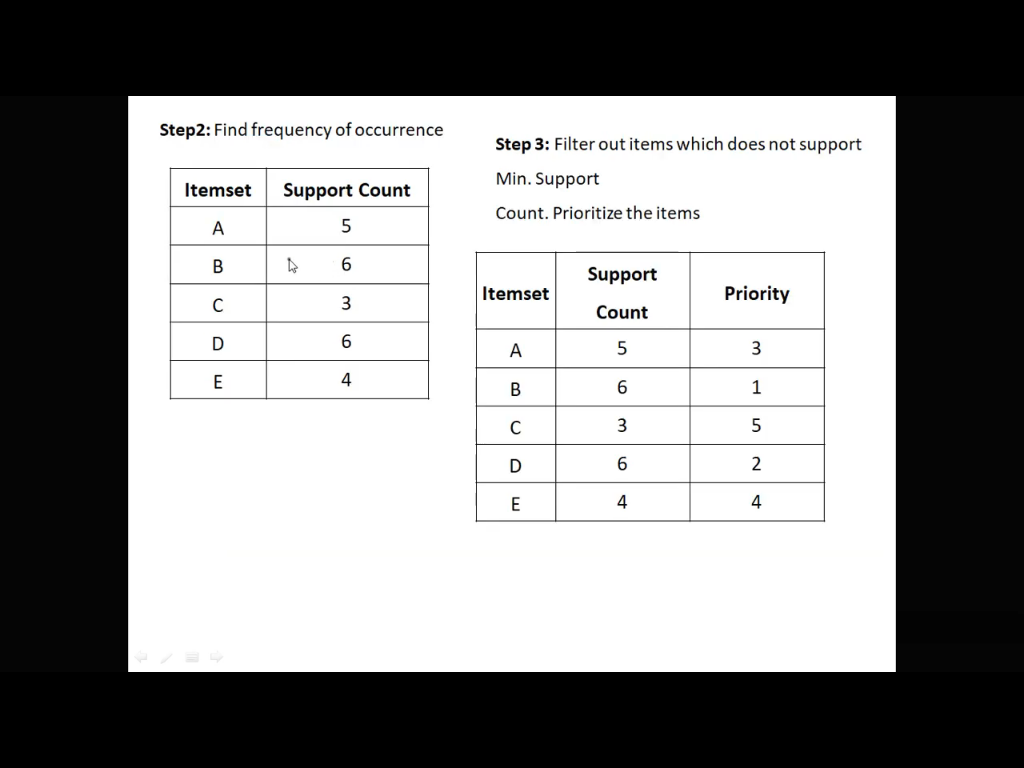 Step2: Find frequency of occurrence
Itemset Support Count
A 5
B 6
C 3
D 6
E 4
Step 3: Filter out items which does not support
Min. Support
Count. Prioritize the items
Itemset Support Count Priority
A 5 3
B 6 1
C 3 5
D 6 2
E 4 4